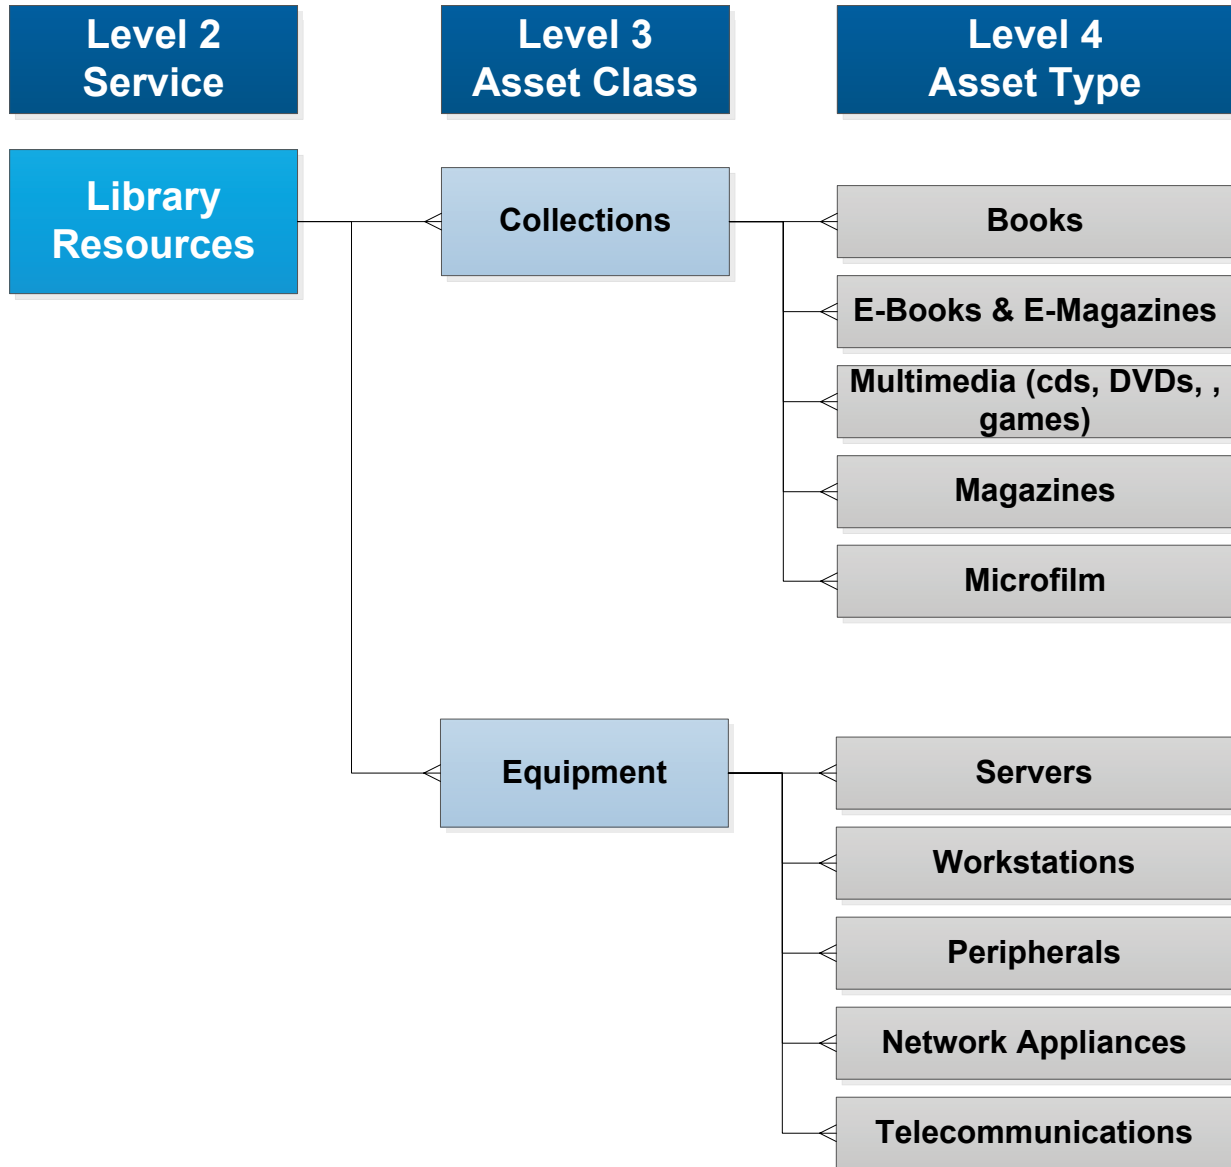 Level 2
Service
Level 3
Asset Class
Level 4
Asset Type
Library
Resources
Collections
Books
E-Books & E-Magazines
Multimedia (cds, DVDs, ,
games)
Magazines
Microfilm
Equipment
Servers
Workstations
Peripherals
Network Appliances
Telecommunications